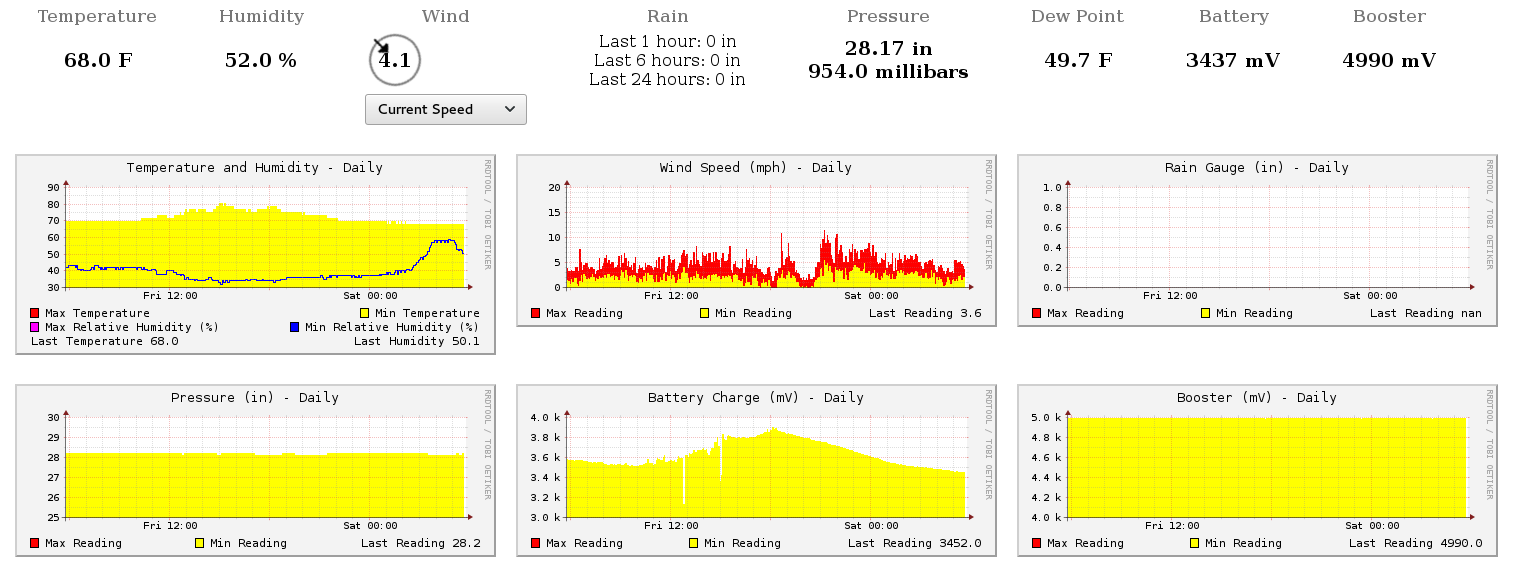 Temperature Humidity Wind Rain Pressure Dew Point Battery Booster
68.0 F 52.0 % 4.1 Last 1 hour: 0 in 28.17 in 49.7 F 3437 mV 4990 mV
Last 6 hours: 0 in 954.0 millibars
Last 24 hours: 0 in
Current Speed
Temperature and Humidity - Daily
RRDTOOL / TOBI OETIKER
90
80
70
60
50
40
30
Fri 12:00 Sat 00:00
Max Temperature Min Temperature
Max Relative Humidity (%) Min Relative Humidity (%)
Last Temperature 68.0 Last Humidity 50.1
Wind Speed (mph) - Daily
RRDTOOL / TOBI OETIKER
20
15
10
5
0
Fri 12:00 Sat 00:00
Max Reading Min Reading Last Reading 3.6
Rain Gauge (in) - Daily
RRDTOOL / TOBI OETIKER
1.0
0.8
0.6
0.4
0.2
0.0
Fri 12:00 Sat 00:00
Max Reading Min Reading Last Reading nan
Pressure (in) - Daily
RRDTOOL / TOBI OETIKER
30
29
28
27
26
25
Fri 12:00 Sat 00:00
Max Reading Min Reading Last Reading 28.2
Battery Charge (mV) - Daily
RRDTOOL / TOBI OETIKER
4.0 k
3.8 k
3.6 k
3.4 k
3.2 k
3.0 k
Fri 12:00 Sat 00:00
Max Reading Min Reading Last Reading 3452.0
Booster (mV) - Daily
RRDTOOL / TOBI OETIKER
5.0 k
4.8 k
4.6 k
4.4 k
4.2 k
4.0 k
Fri 12:00 Sat 00:00
Max Reading Min Reading Last Reading 4990.0